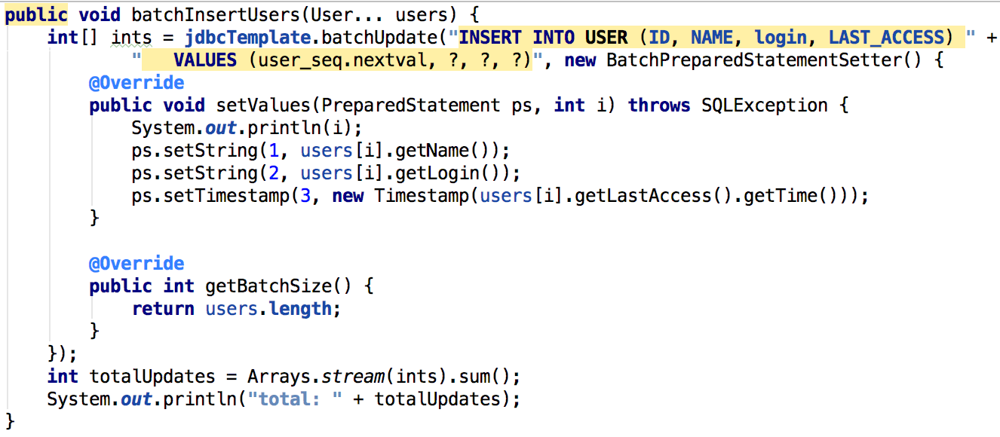 public void batchInsertUsers(User... users) {
    int[] ints = jdbcTemplate.batchUpdate("INSERT INTO USER (ID, NAME, login, LAST_ACCESS) " +
            "   VALUES (user_seq.nextval, ?, ?, ?)", new BatchPreparedStatementSetter() {
        @Override
        public void setValues(PreparedStatement ps, int i) throws SQLException {
            System.out.println(i);
            ps.setString(1, users[i].getName());
            ps.setString(2, users[i].getLogin());
            ps.setTimestamp(3, new Timestamp(users[i].getLastAccess().getTime()));
        }

        @Override
        public int getBatchSize() {
            return users.length;
        }
    });
    int totalUpdates = Arrays.stream(ints).sum();
    System.out.println("total: " + totalUpdates);
}